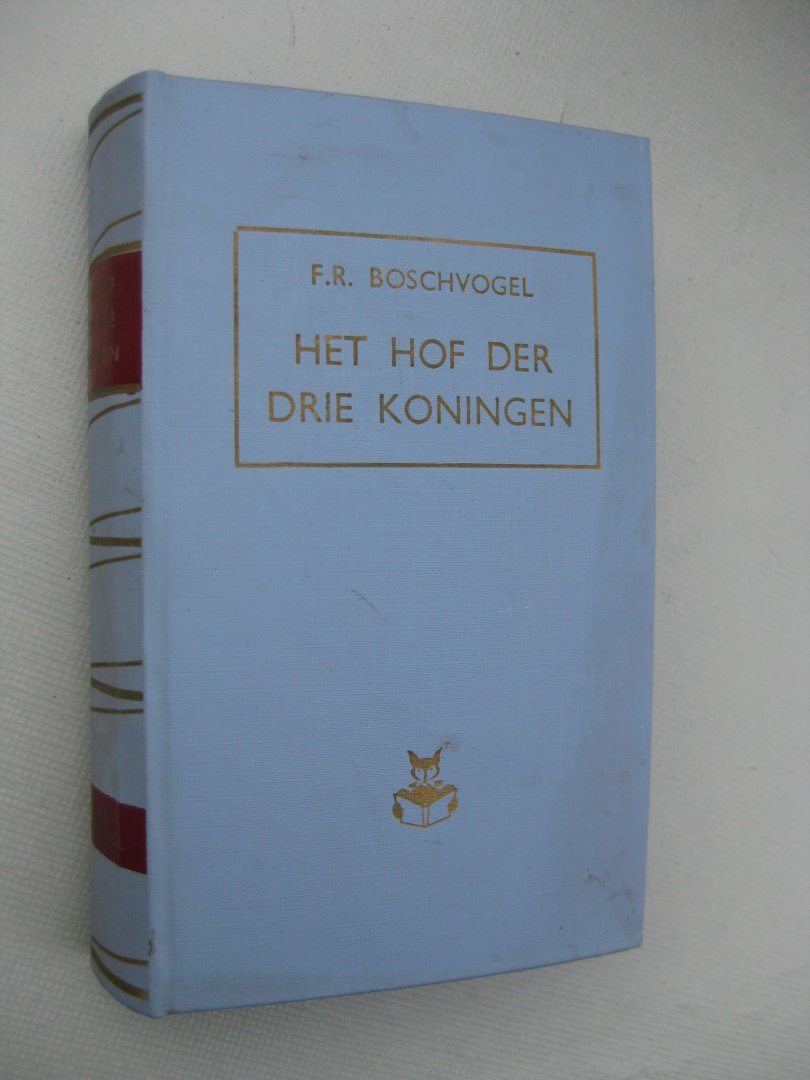 F.R. BOSCHVOGEL
HET HOF DER
DRIE KONINGEN